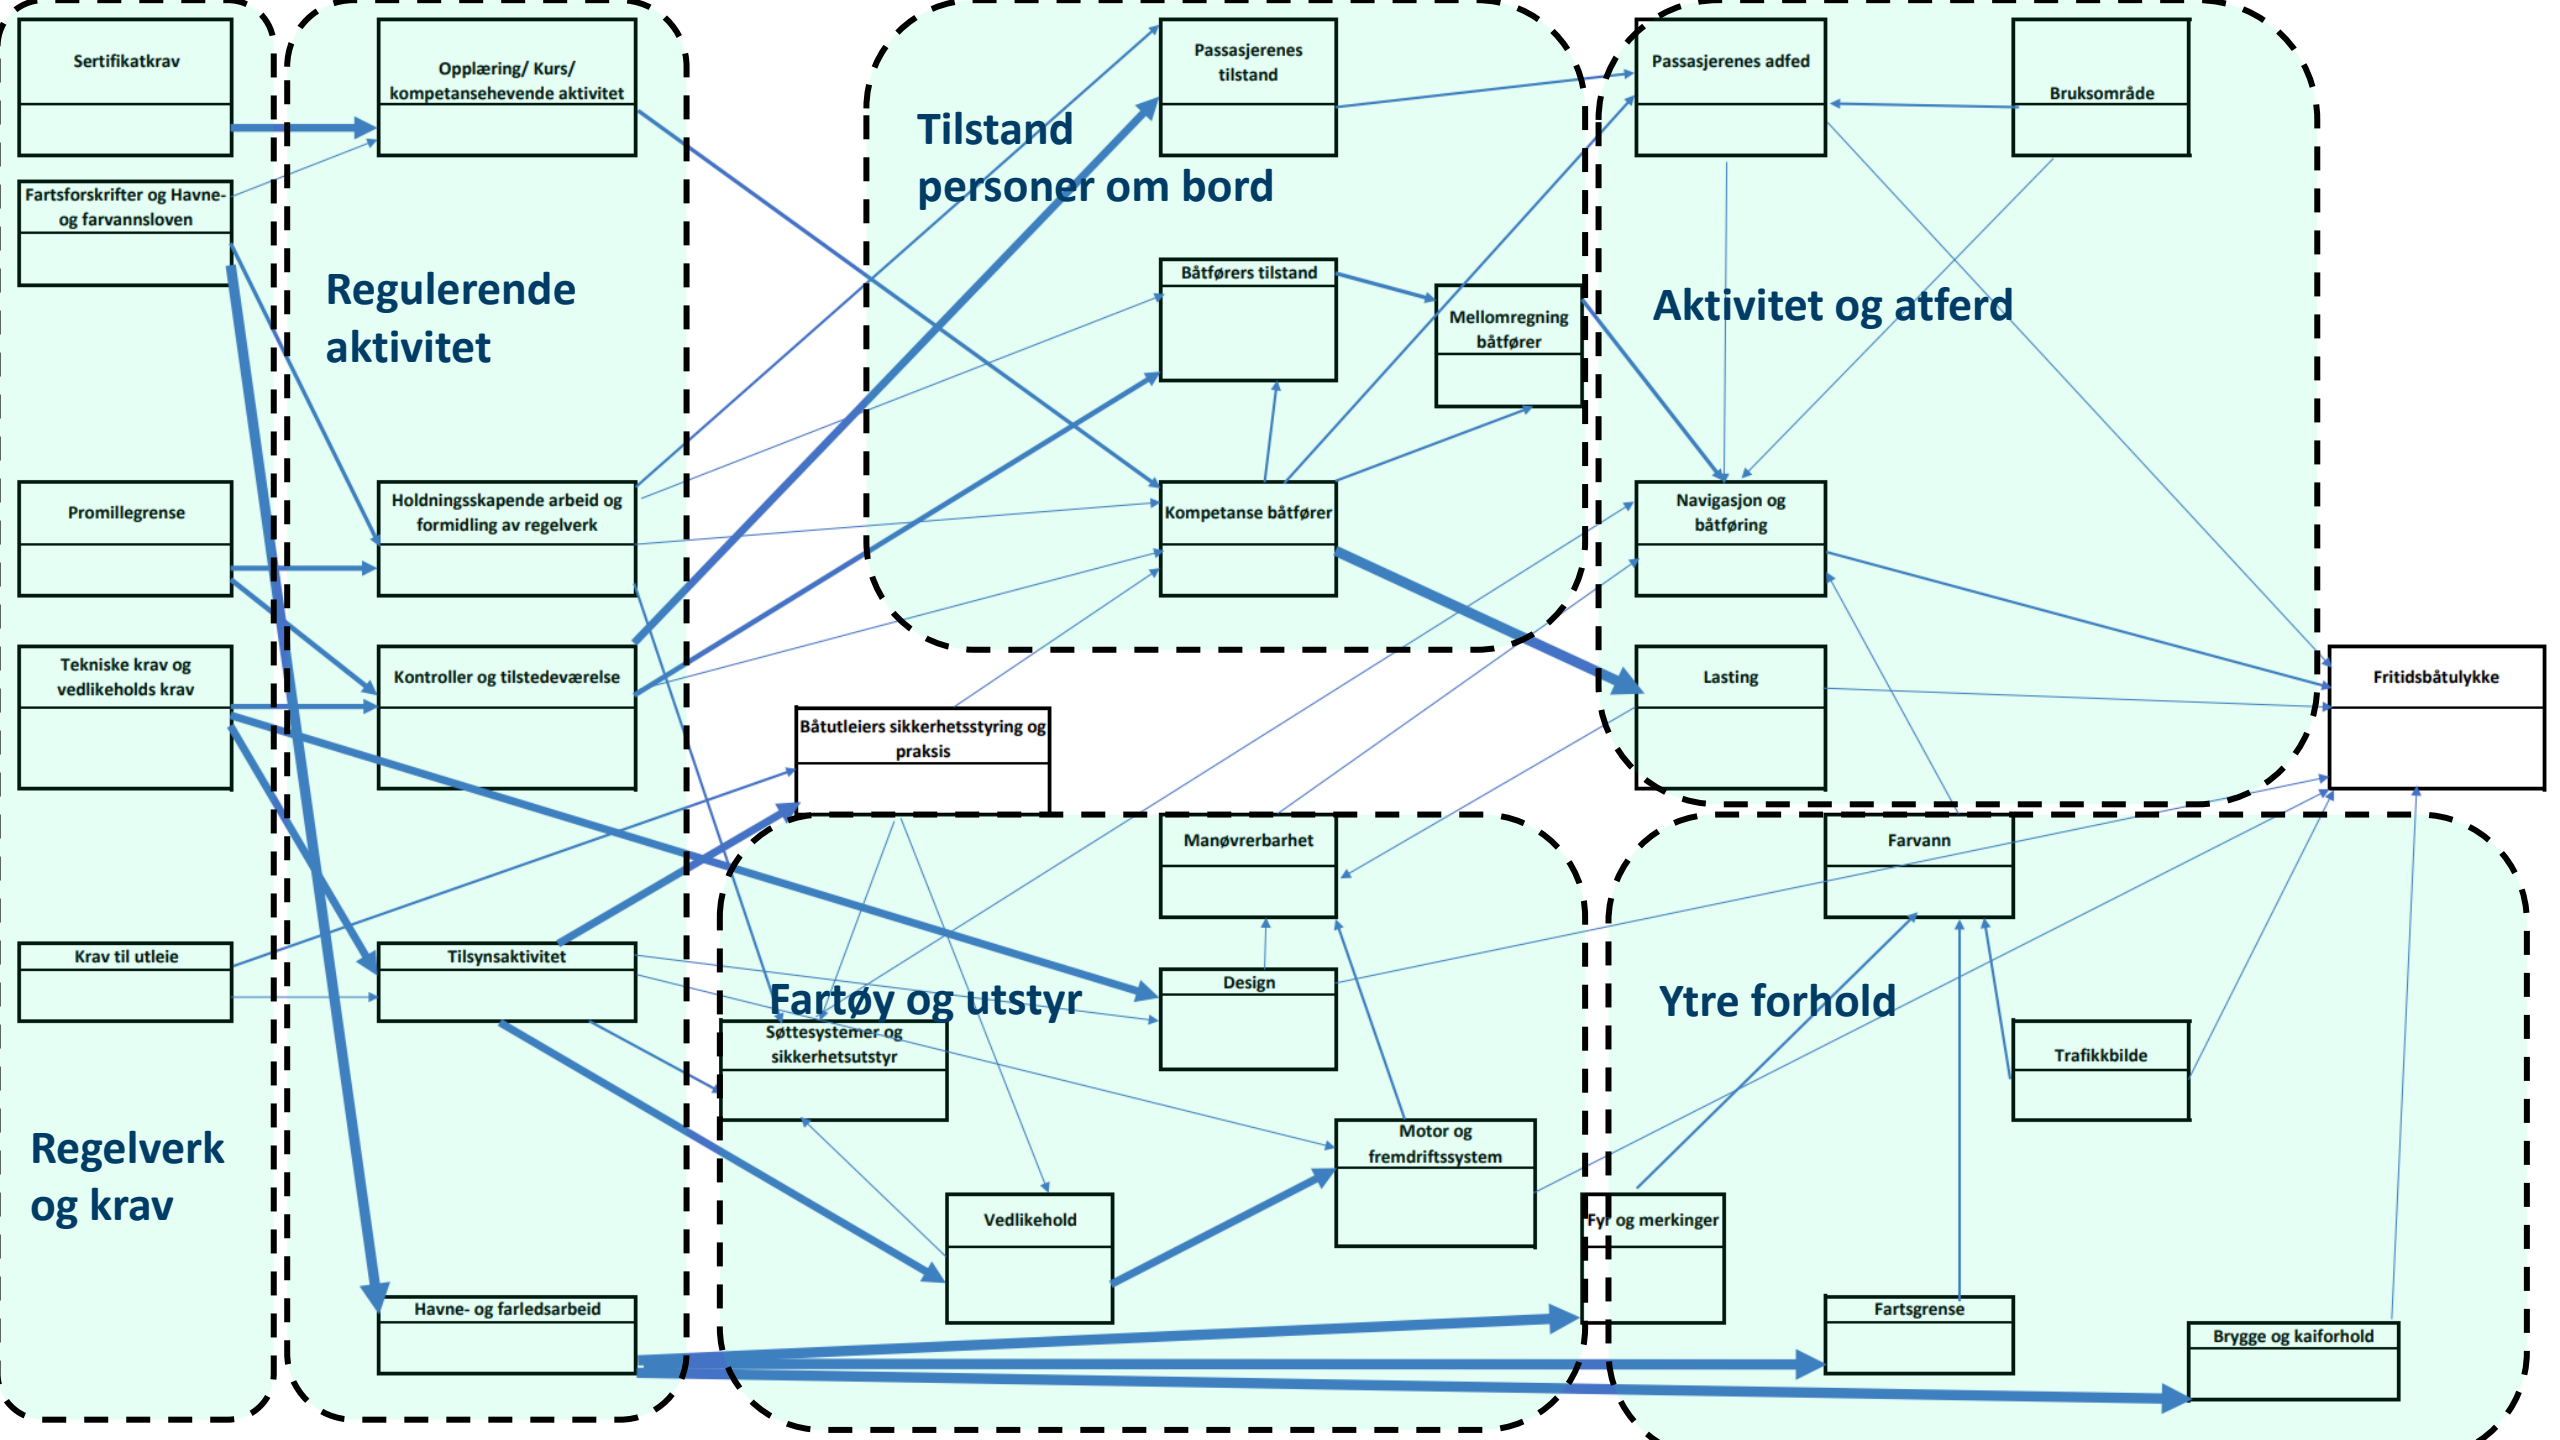 Sertifikatkrav
Fartsforskrifter og Havne-
og farvannsloven
Promillegrense
Tekniske krav og
vedlikeholds krav
Krav til utleie
Regelverk
og krav
Opplæring/ Kurs/
kompetansehevende aktivitet
Regulerende
aktivitet
Holdningsskapende arbeid og
formidling av regelverk
Kontroller og tilstedeværelse
Tilsynsaktivitet
Havne- og farledsarbeid
Tilstand
personer om bord
Passasjerenes
tilstand
Båtførers tilstand
Mellomregning
båtfører
Kompetanse båtfører
Båtutleiers sikkerhetsstyring og
praksis
Passasjerenes adfed
Bruksområde
Aktivitet og atferd
Navigasjon og
båtføring
Lasting
Fritidsbåtulykke
Manøvrerbarhet
Design
Fartøy og utstyr
Søttesystemer og
sikkerhetsutstyr
Motor og
fremdriftssystem
Vedlikehold
Farvann
Ytre forhold
Trafikkbilde
Fyr og merkinger
Fartsgrense
Brygge og kaiforhold